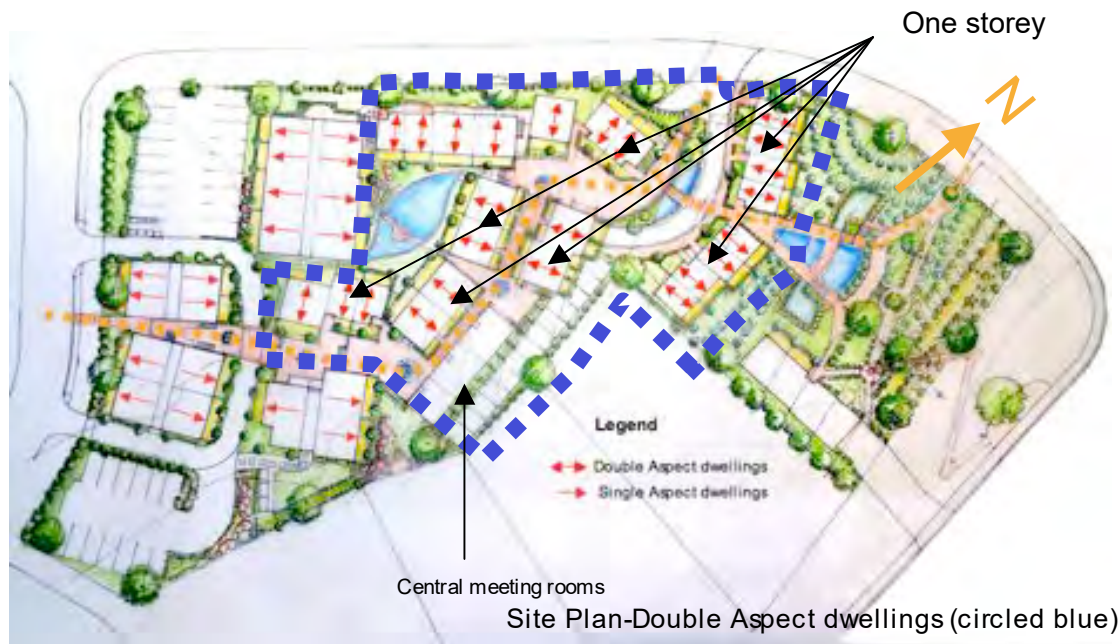 One storey
N
Legend
Double Aspect dwellings
Single Aspect dwellings
Central meeting rooms
Site Plan-Double Aspect dwellings (circled blue)